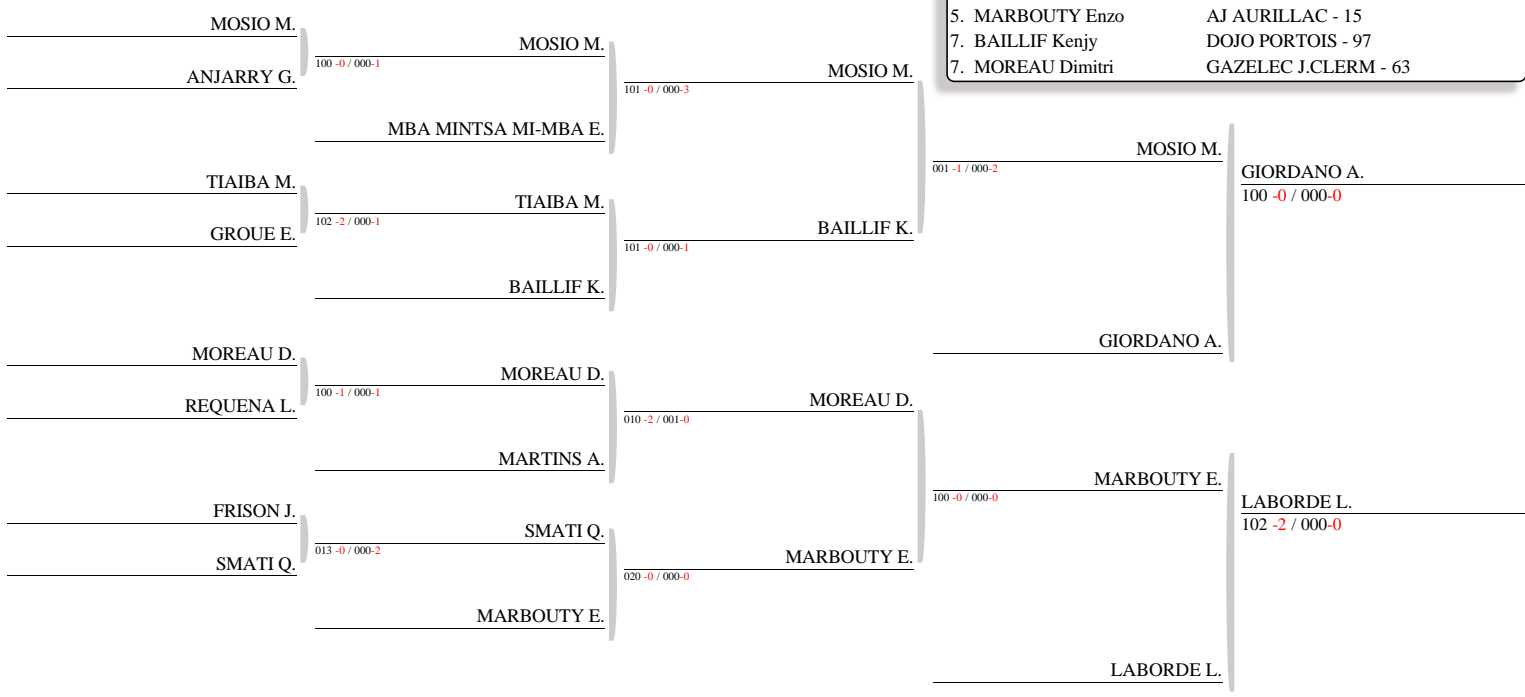 5. MARBOUTY Enzo AJ AURILLAC - 15
7. BAILLIF Kenjy DOJO PORTOIS - 97
7. MOREAU Dimitri GAZELEC J.CLERM - 63
MOSIO M.
ANJARRY G.
TIAIBA M.
GROUE E.
MOREAU D.
REQUENA L.
FRISON J.
SMATI Q.
MOSIO M.
100 -0 / 000-1
MBA MINTSA MI-MBA E.
TIAIBA M.
102 -2 / 000-1
BAILLIF K.
MOREAU D.
100 -1 / 000-1
MARTINS A.
SMATI Q.
013 -0 / 000-2
MARBOUTY E.
MOSIO M.
101 -0 / 000-3
BAILLIF K.
101 -0 / 000-1
MOREAU D.
010 -2 / 001-0
MARBOUTY E.
020 -0 / 000-0
MOSIO M.
001 -1 / 000-2
GIORDANO A.
MARBOUTY E.
100 -0 / 000-0
LABORDE L.
GIORDANO A.
100 -0 / 000-0
LABORDE L.
102 -2 / 000-0